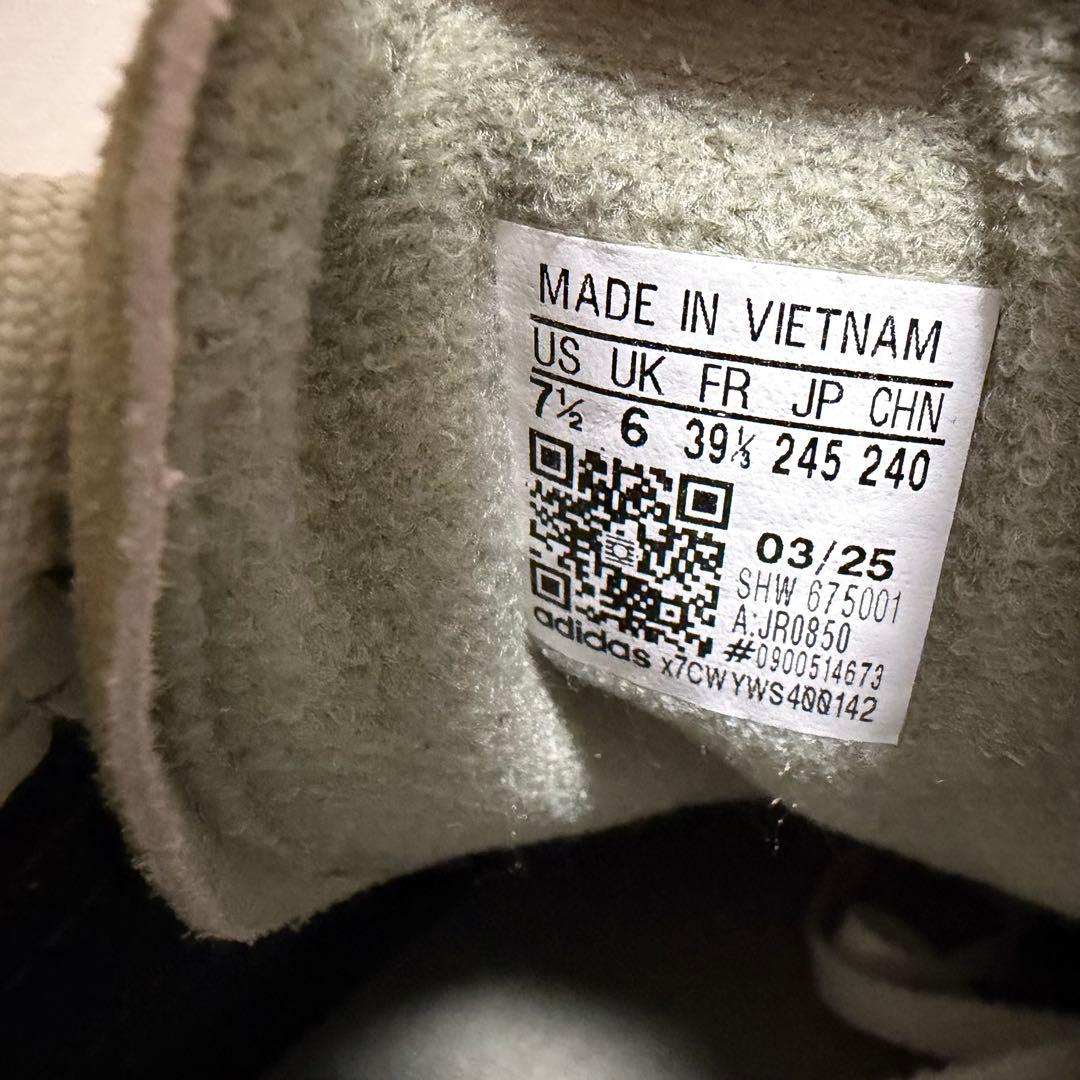 MADE IN VIETNAM
US UK FR JP CHN
7½ 6 39⅓ 245 240
03/25
SHW 675001
A:JR0850
#0900514673
adidas x7CWYWS400142